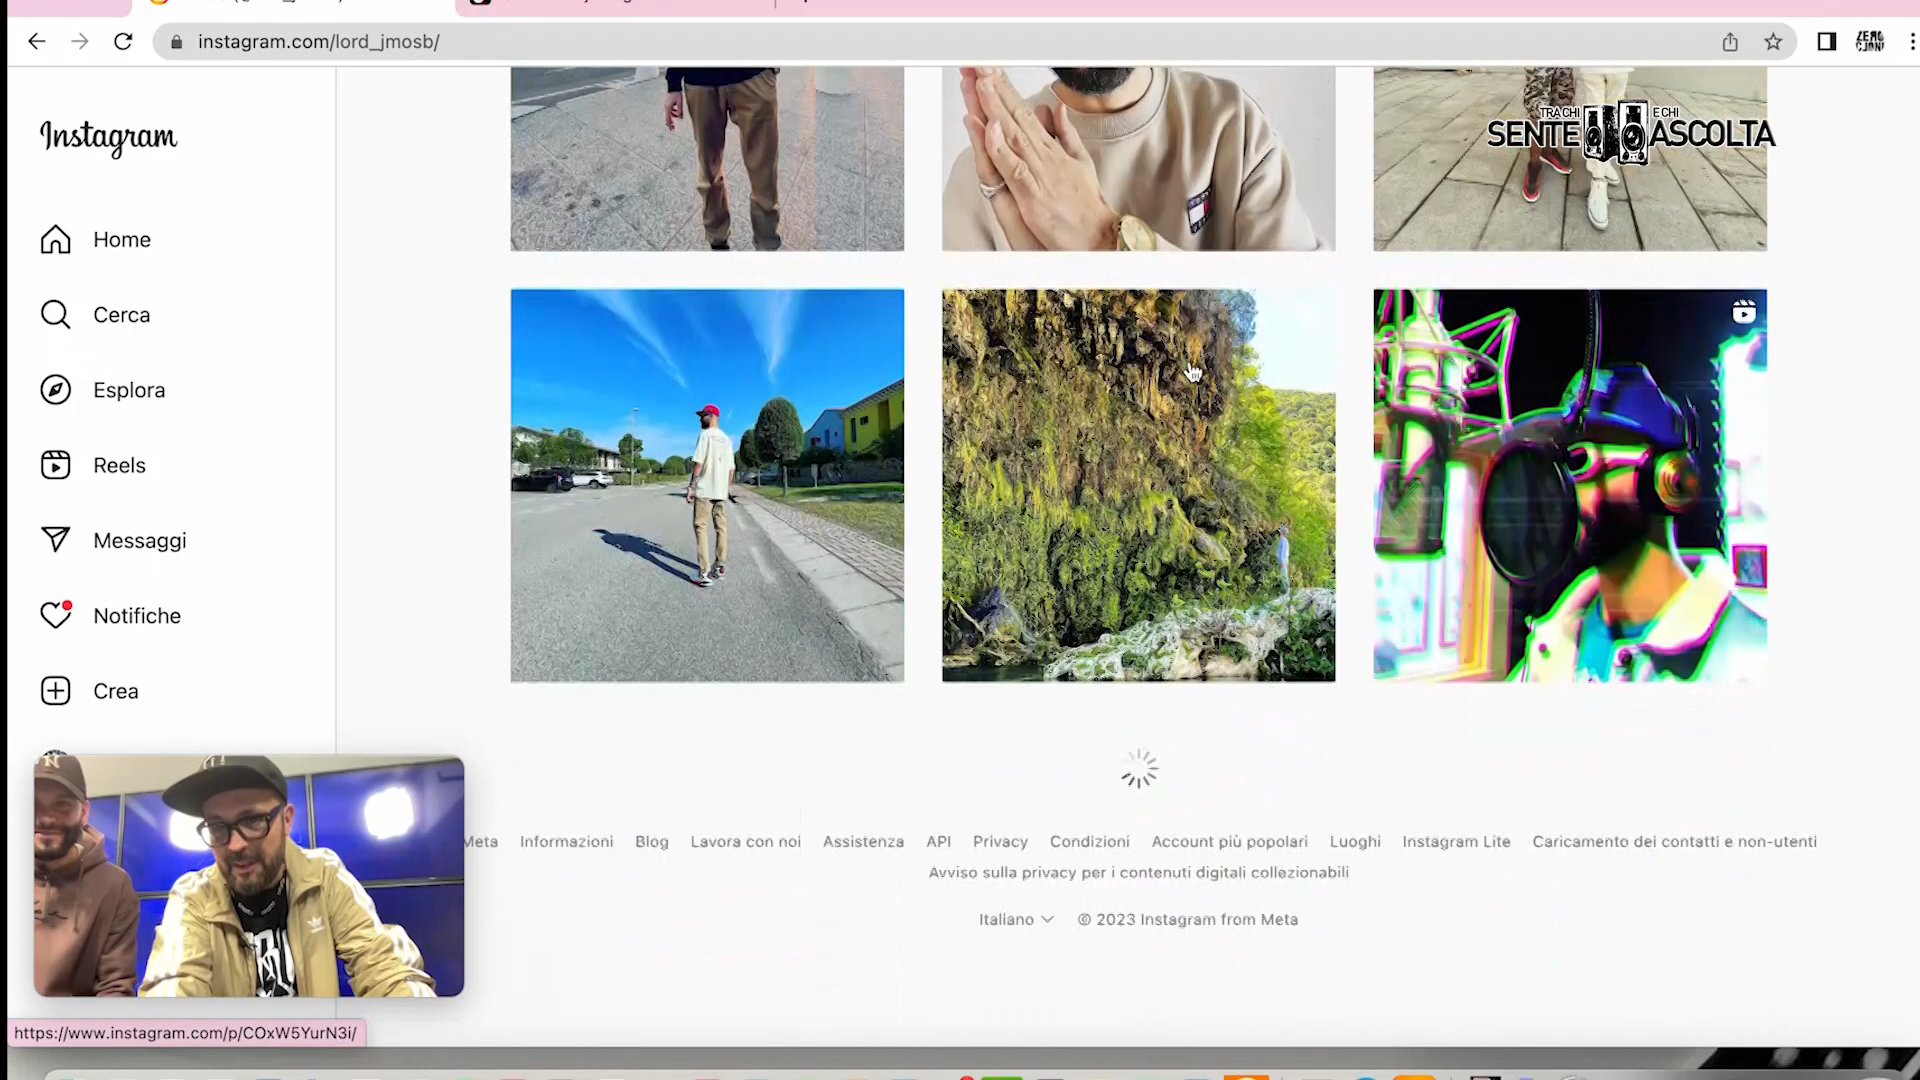 instagram.com/lord_jmosb/
Instagram
TRA CHI E CHI
SENTE ASCOLTA
Home
Cerca
Esplora
Reels
Messaggi
Notifiche
Crea
Meta Informazioni Blog Lavora con noi Assistenza API Privacy Condizioni Account più popolari Luoghi Instagram Lite Caricamento dei contatti e non-utenti
Avviso sulla privacy per i contenuti digitali collezionabili
Italiano © 2023 Instagram from Meta
https://www.instagram.com/p/COxW5YurN3i/